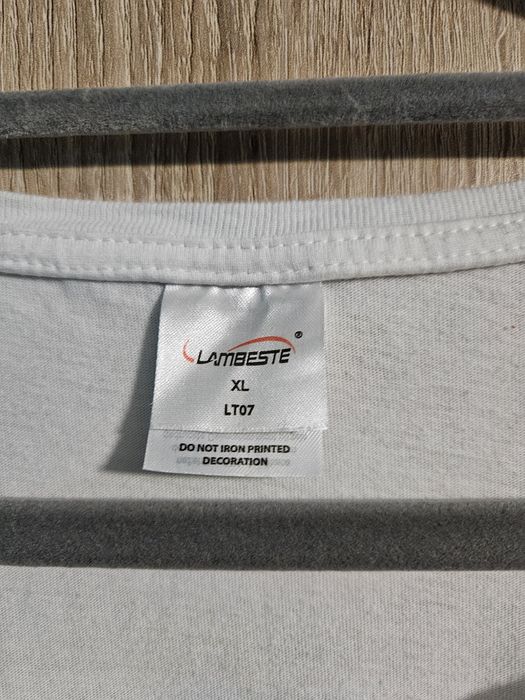 LAMBESTE®
XL
LT07
DO NOT IRON PRINTED
DECORATION